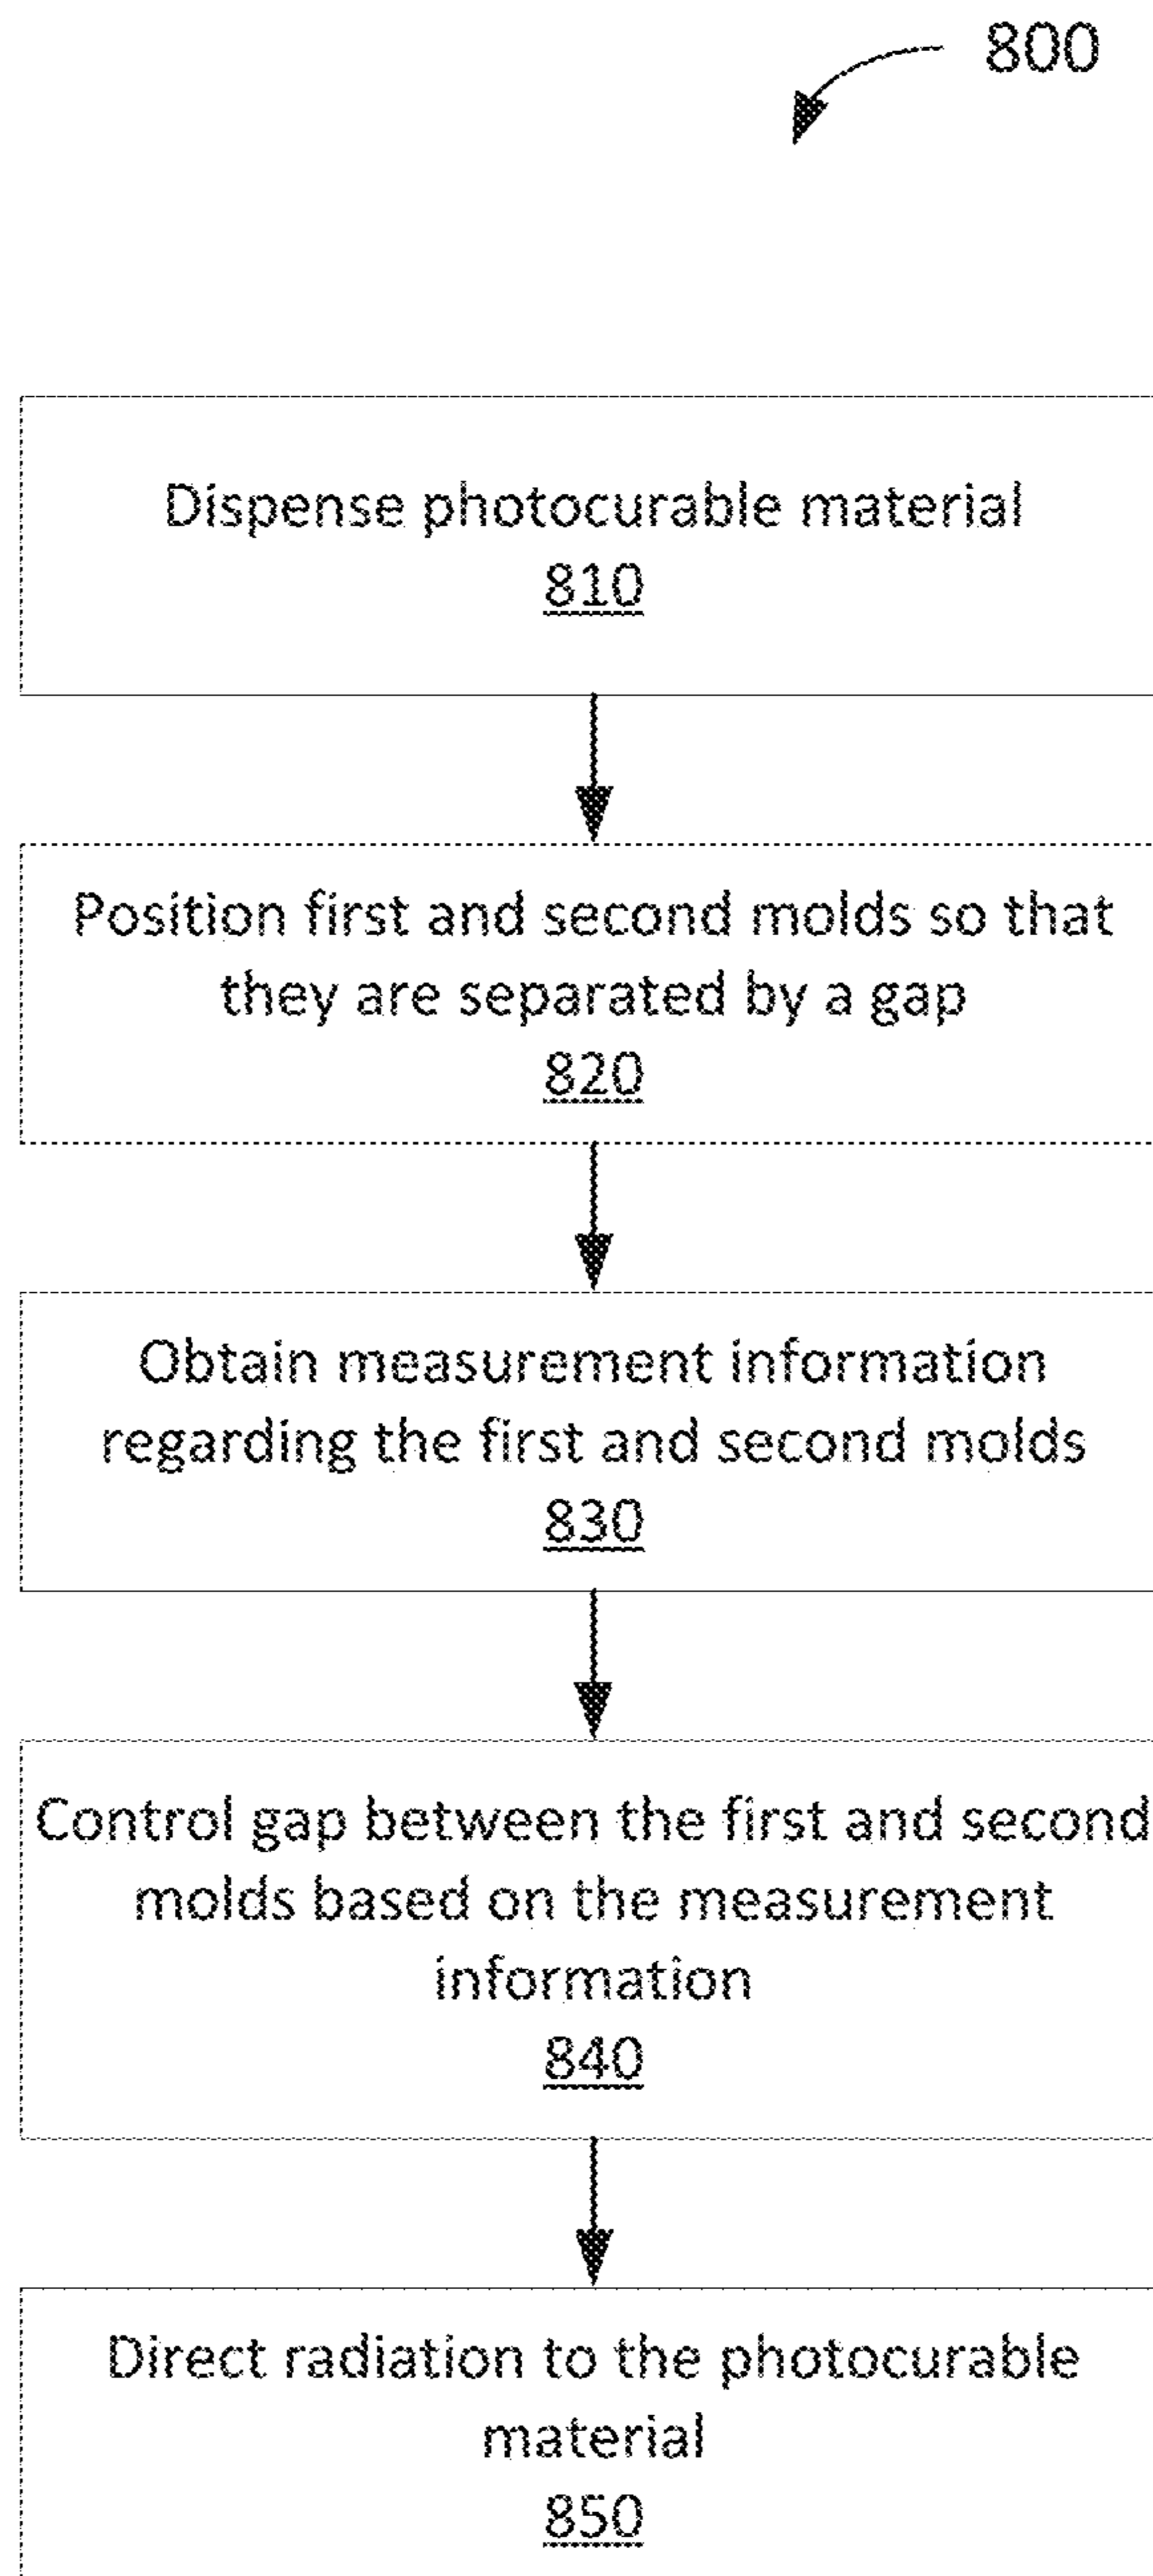 800
Dispense photocurable material
810
Position first and second molds so that
they are separated by a gap
820
Obtain measurement information
regarding the first and second molds
830
Control gap between the first and second
molds based on the measurement
information
840
Direct radiation to the photocurable
material
850